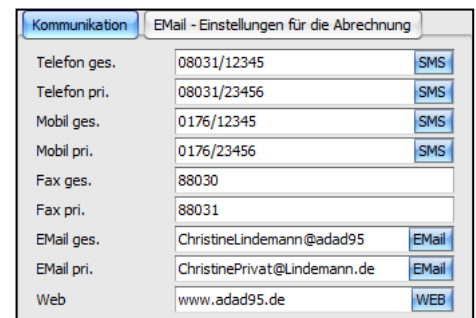 Kommunikation EMail - Einstellungen für die Abrechnung
Telefon ges. 08031/12345 SMS
Telefon pri. 08031/23456 SMS
Mobil ges. 0176/12345 SMS
Mobil pri. 0176/23456 SMS
Fax ges. 88030
Fax pri. 88031
EMail ges. ChristineLindemann@adad95 EMail
EMail pri. ChristinePrivat@Lindemann.de EMail
Web www.adad95.de WEB